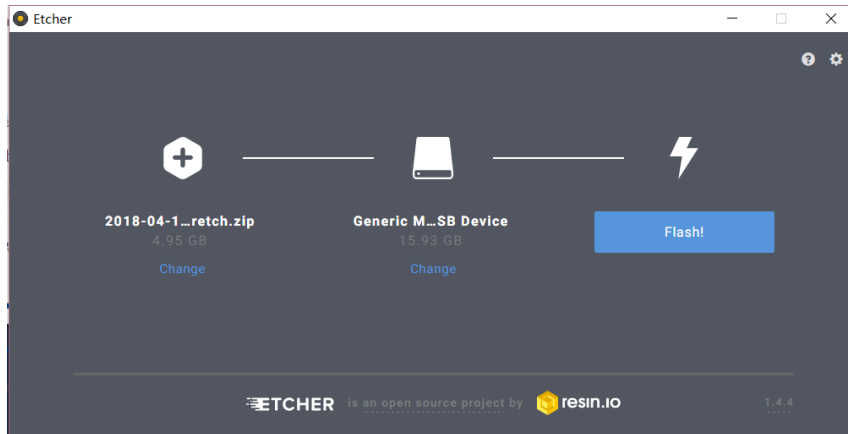 Etcher
2018-04-1...retch.zip
Generic M...SB Device
4.95 GB
15.93 GB
Flash!
Change
Change
ETCHER is an open source project by resin.io
1.4.4